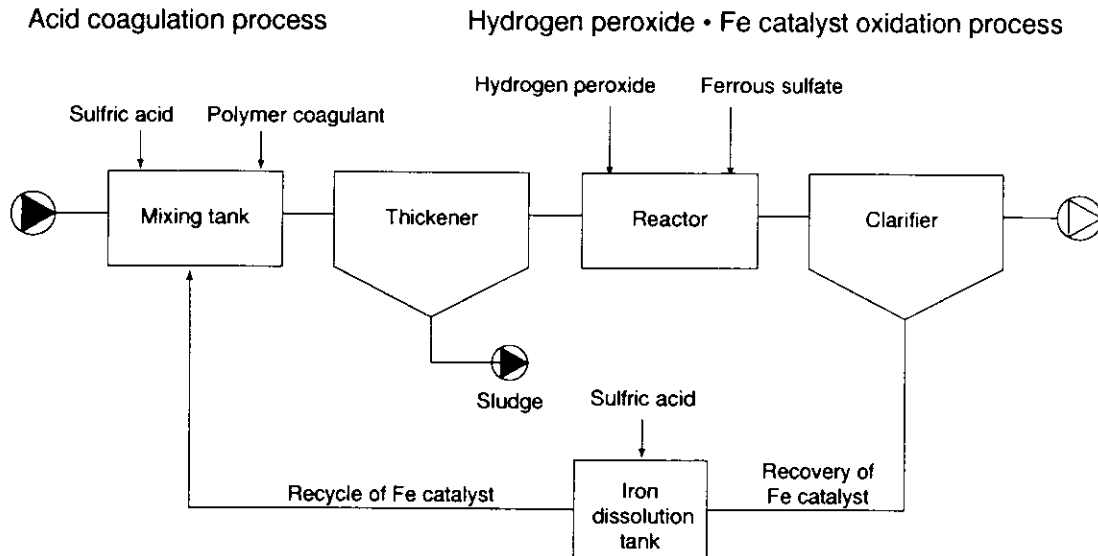 Acid coagulation process
Hydrogen peroxide • Fe catalyst oxidation process
Hydrogen peroxide
Ferrous sulfate
Sulfric acid
Polymer coagulant
Mixing tank
Thickener
Reactor
Clarifier
Sludge
Sulfric acid
Recycle of Fe catalyst
Iron
dissolution
tank
Recovery of
Fe catalyst